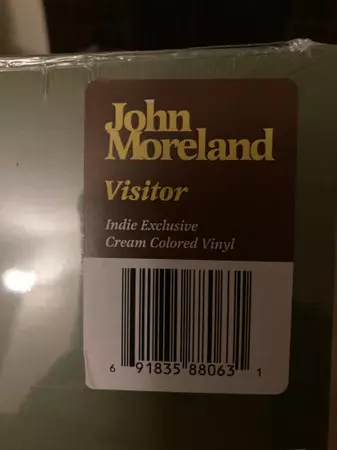 John
Moreland
Visitor
Indie Exclusive
Cream Colored Vinyl
6 91835 88063 1